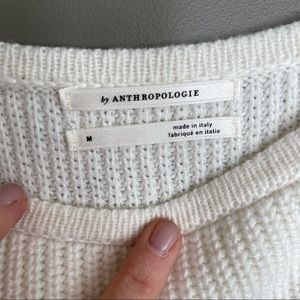 by ANTHROPOLOGIE
M
made in italy
fabriqué en italie